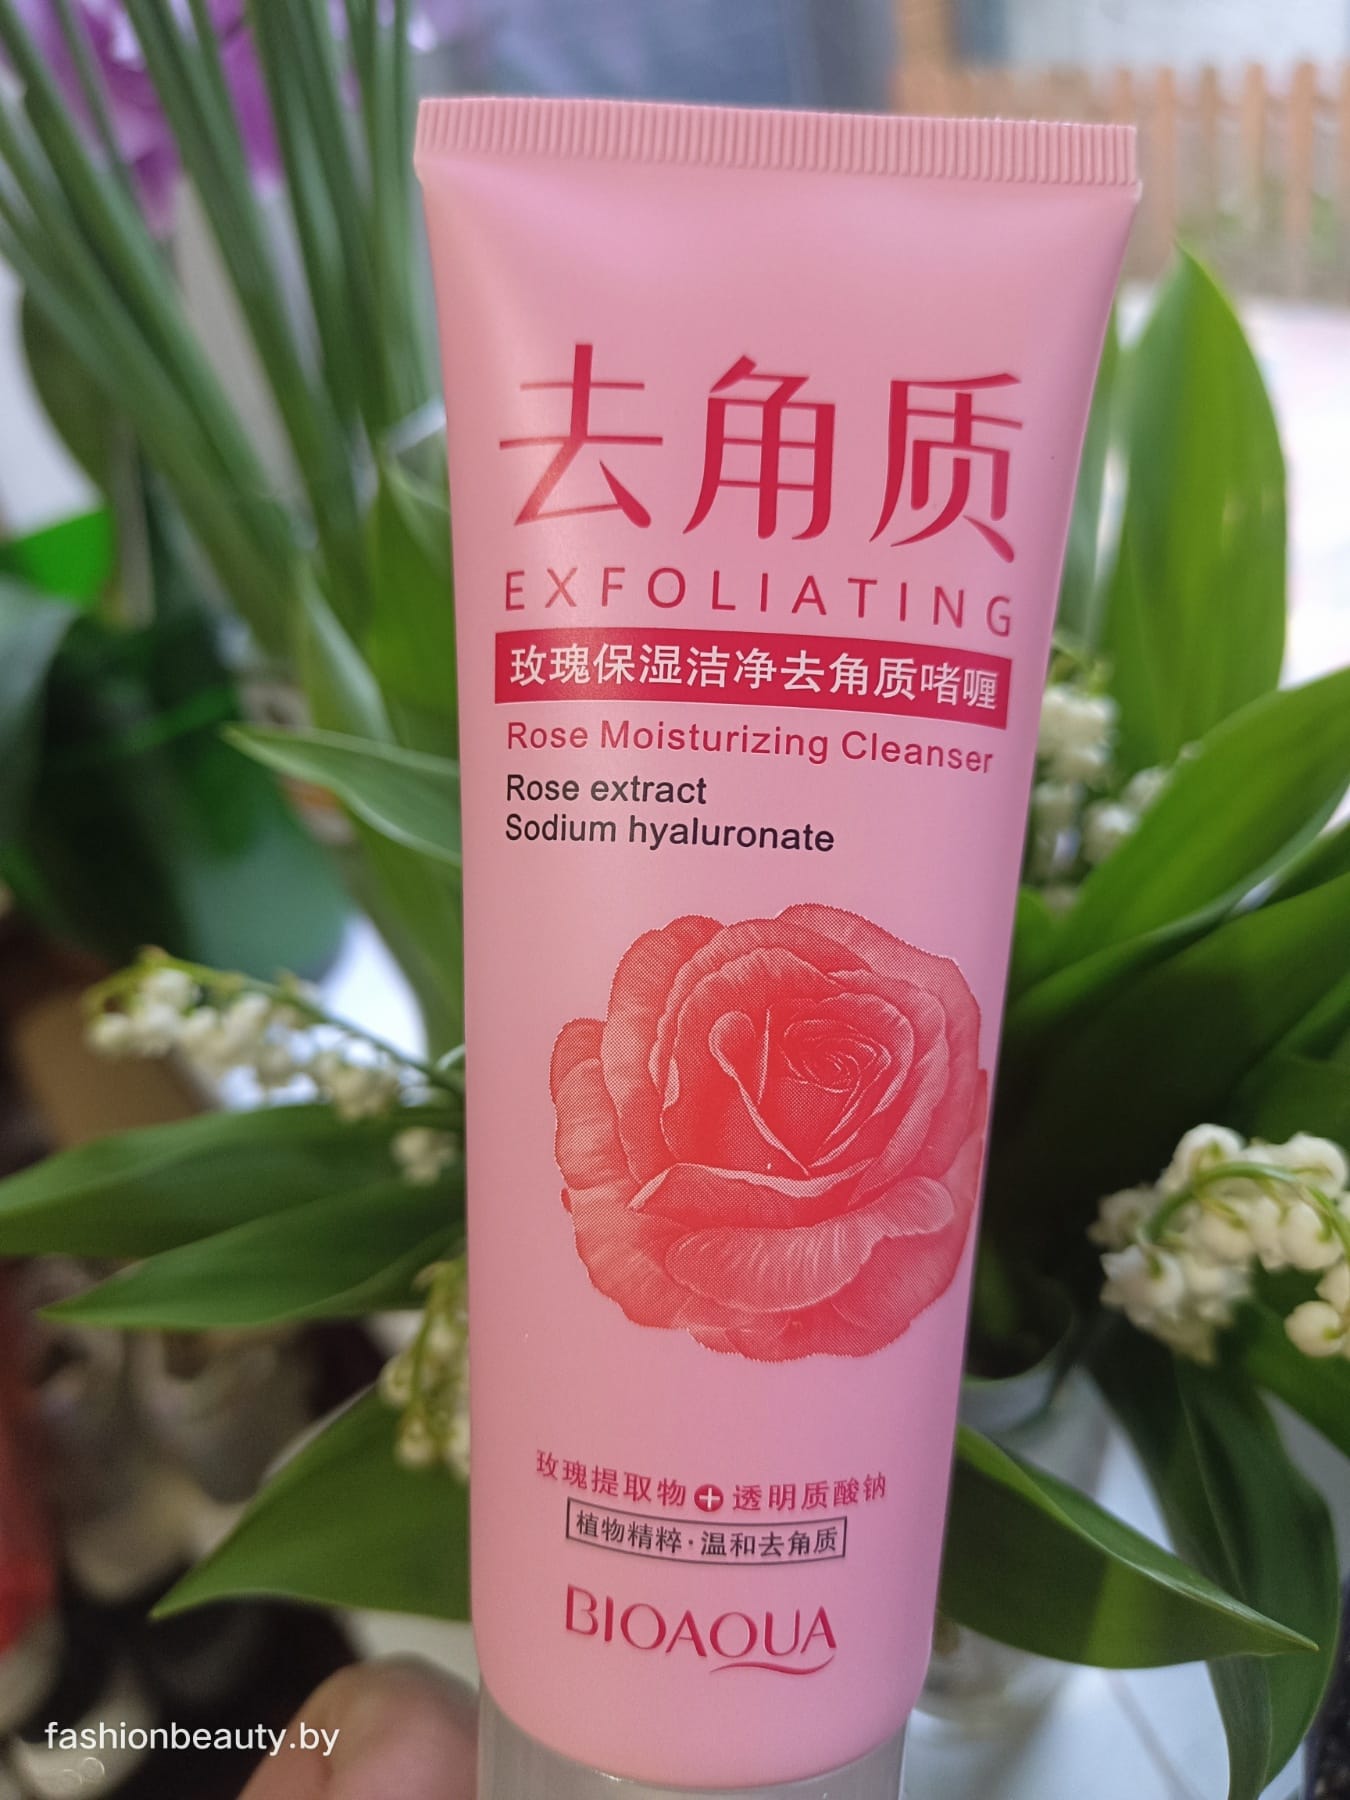 去角质
EXFOLIATING
玫瑰保湿洁净去角质啫喱
Rose Moisturizing Cleanser
Rose extract
Sodium hyaluronate
玫瑰提取物+透明质酸钠
植物精粹·温和去角质
BIOAQUA
fashionbeauty.by